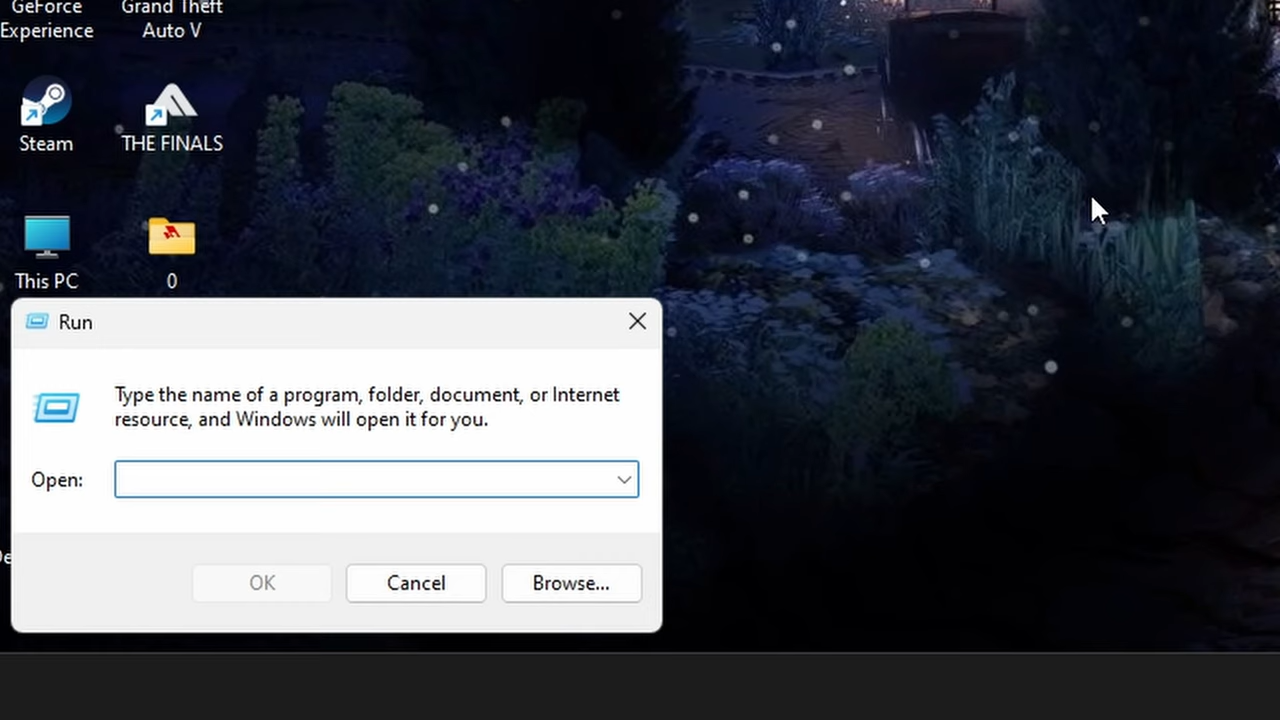 GeForce
Experience
Grand Theft
Auto V
Steam
THE FINALS
This PC
0
Run
Type the name of a program, folder, document, or Internet
resource, and Windows will open it for you.
Open:
OK
Cancel
Browse...